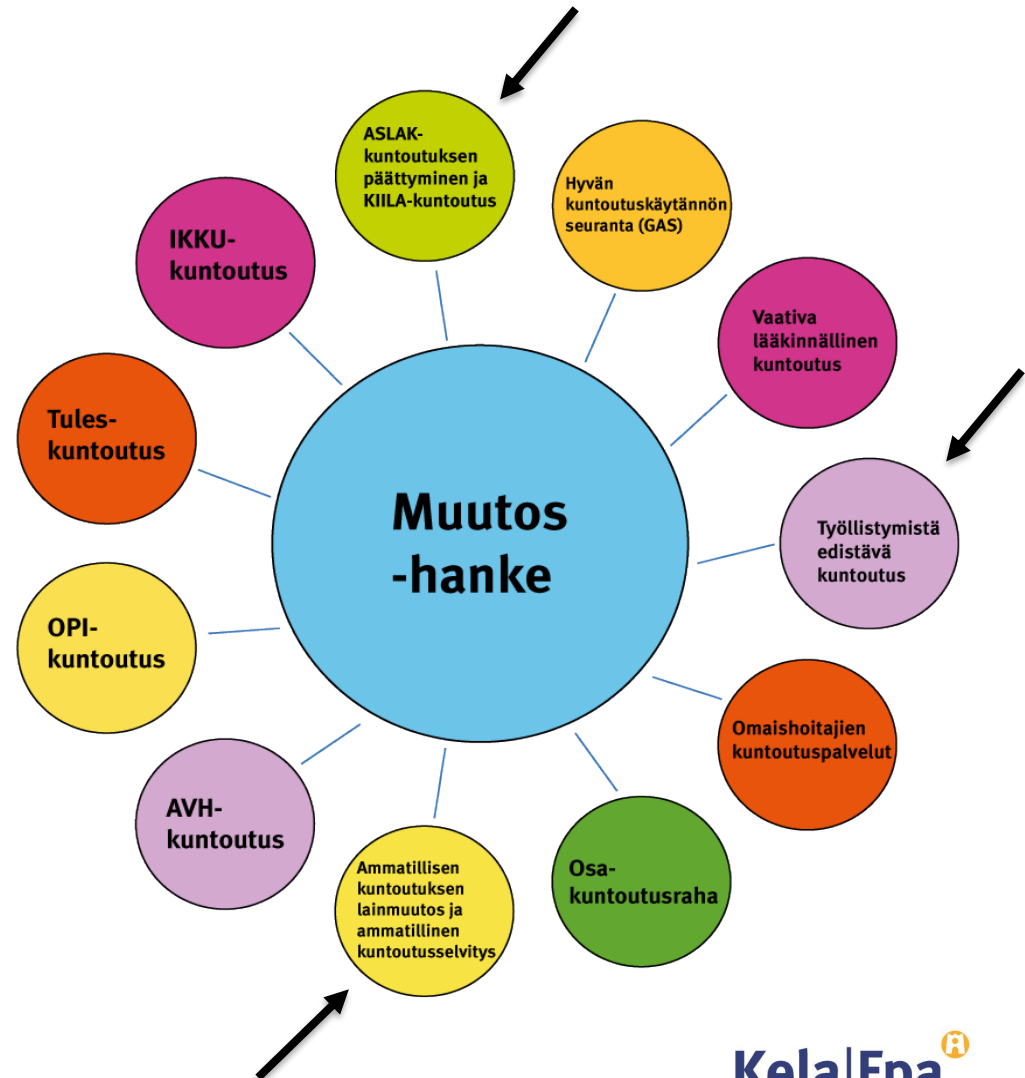 ASLAK-
kuntoutuksen
päättyminen ja
KIILA-kuntoutus
Hyvän
kuntoutuskäytännön
seuranta (GAS)
IKKU-
kuntoutus
Vaativa
lääkinnällinen
kuntoutus
Tules-
kuntoutus
Muutos
-hanke
Työllistymistä
edistävä
kuntoutus
OPI-
kuntoutus
Omaishoitajien
kuntoutuspalvelut
AVH-
kuntoutus
Ammatillisen
kuntoutuksen
lainmuutos ja
ammatillinen
kuntoutusselvitys
Osa-
kuntoutusraha
Kela|Fpa